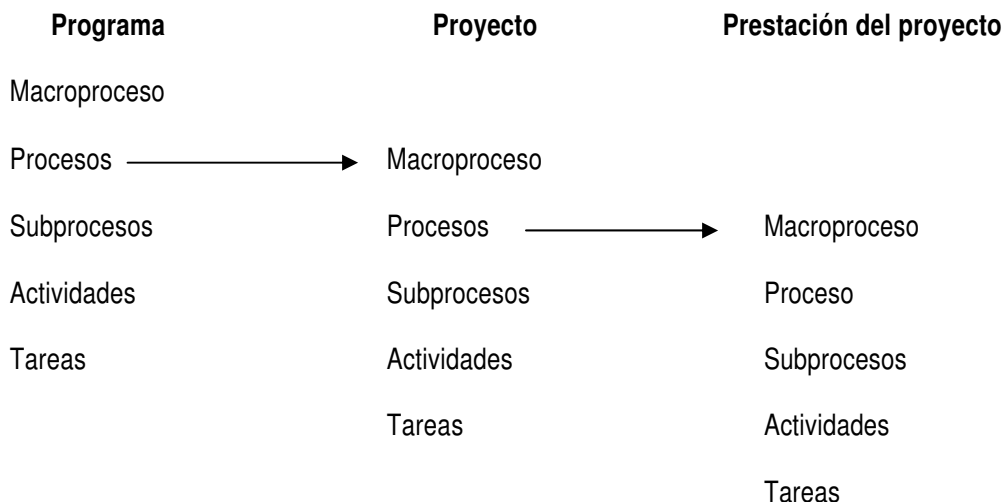 Programa Proyecto Prestación del proyecto
Macroproceso
Procesos Macroproceso
Subprocesos Procesos Macroproceso
Actividades Subprocesos Proceso
Tareas Actividades Subprocesos
Tareas Actividades
Tareas